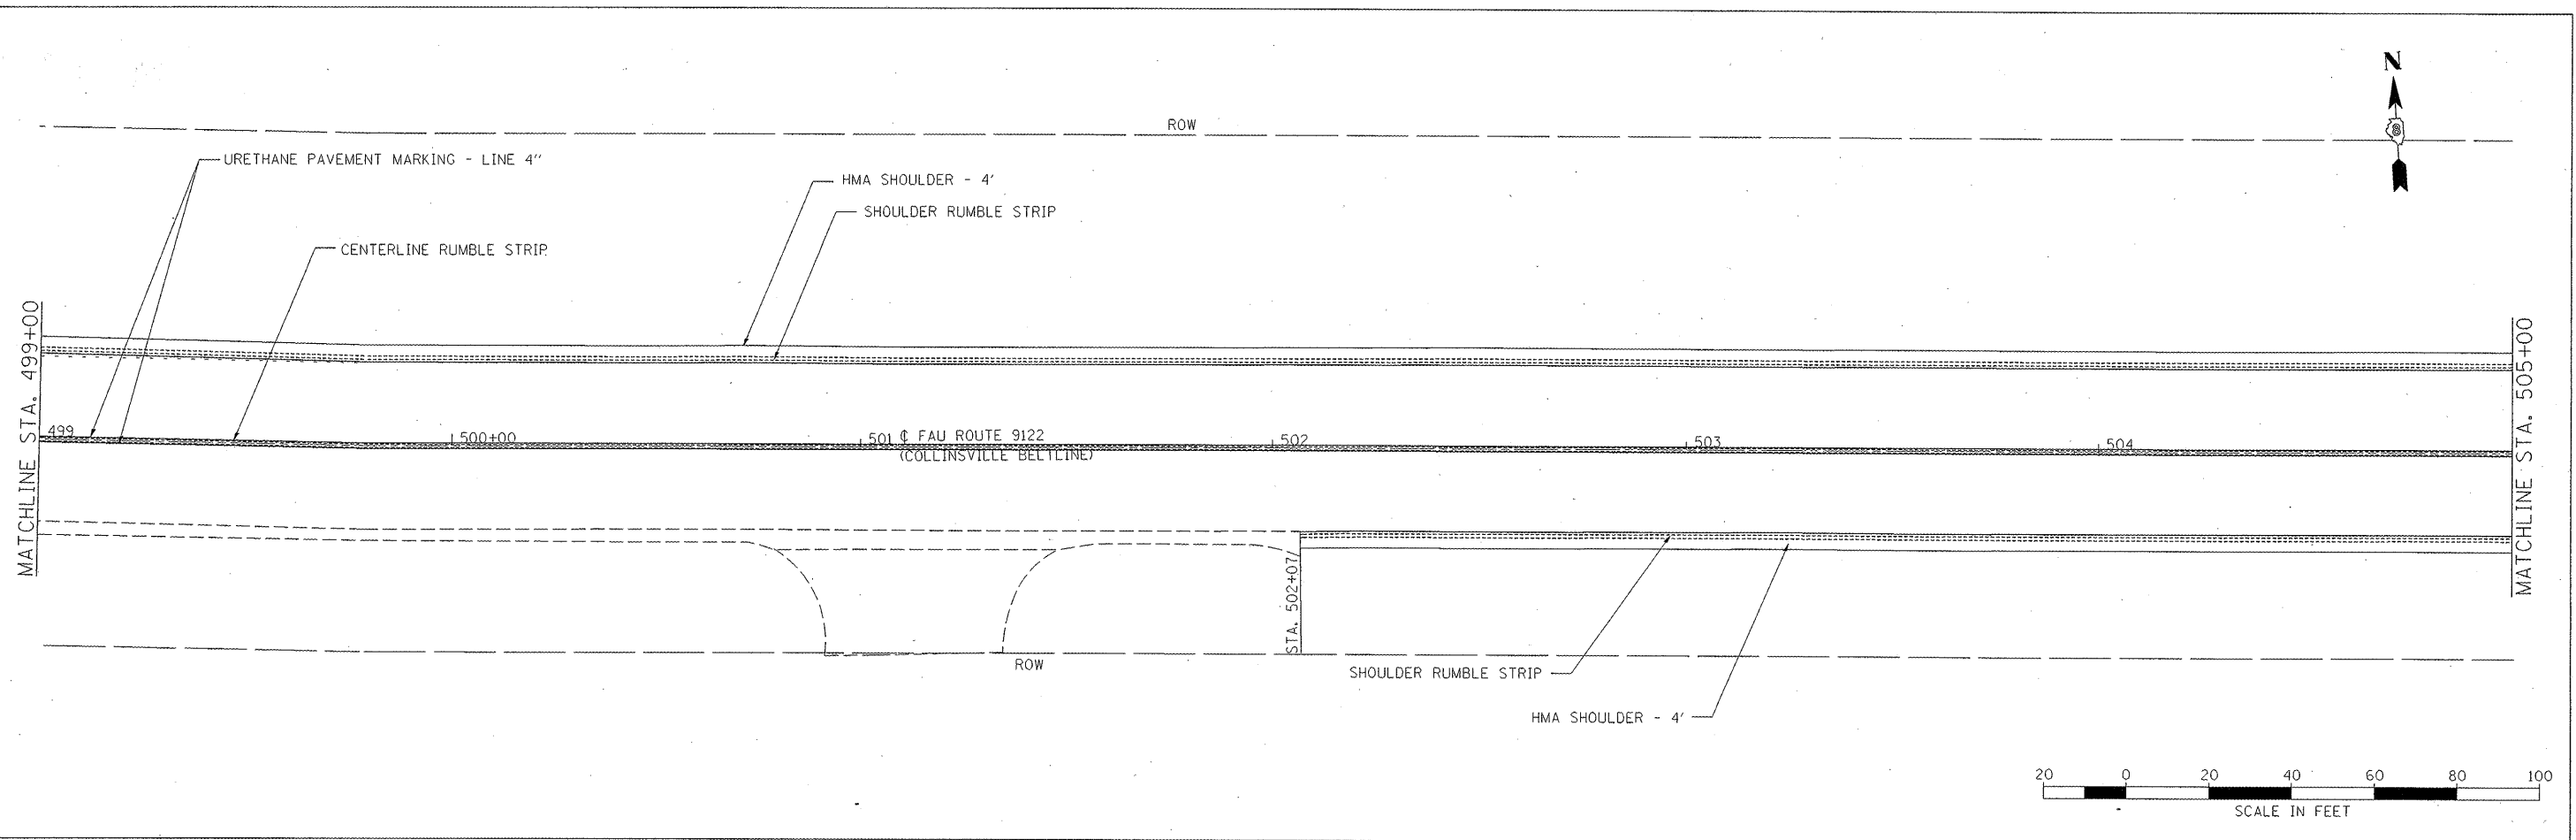 N
8
ROW
URETHANE PAVEMENT MARKING - LINE 4"
HMA SHOULDER - 4'
SHOULDER RUMBLE STRIP
CENTERLINE RUMBLE STRIP
MATCHLINE STA. 499+00
MATCHLINE STA. 505+00
499
500+00
501
℄ FAU ROUTE 9122
(COLLINSVILLE BELTLINE)
502
503
504
STA. 502+07
ROW
SHOULDER RUMBLE STRIP
HMA SHOULDER - 4'
20 0 20 40 60 80 100
SCALE IN FEET